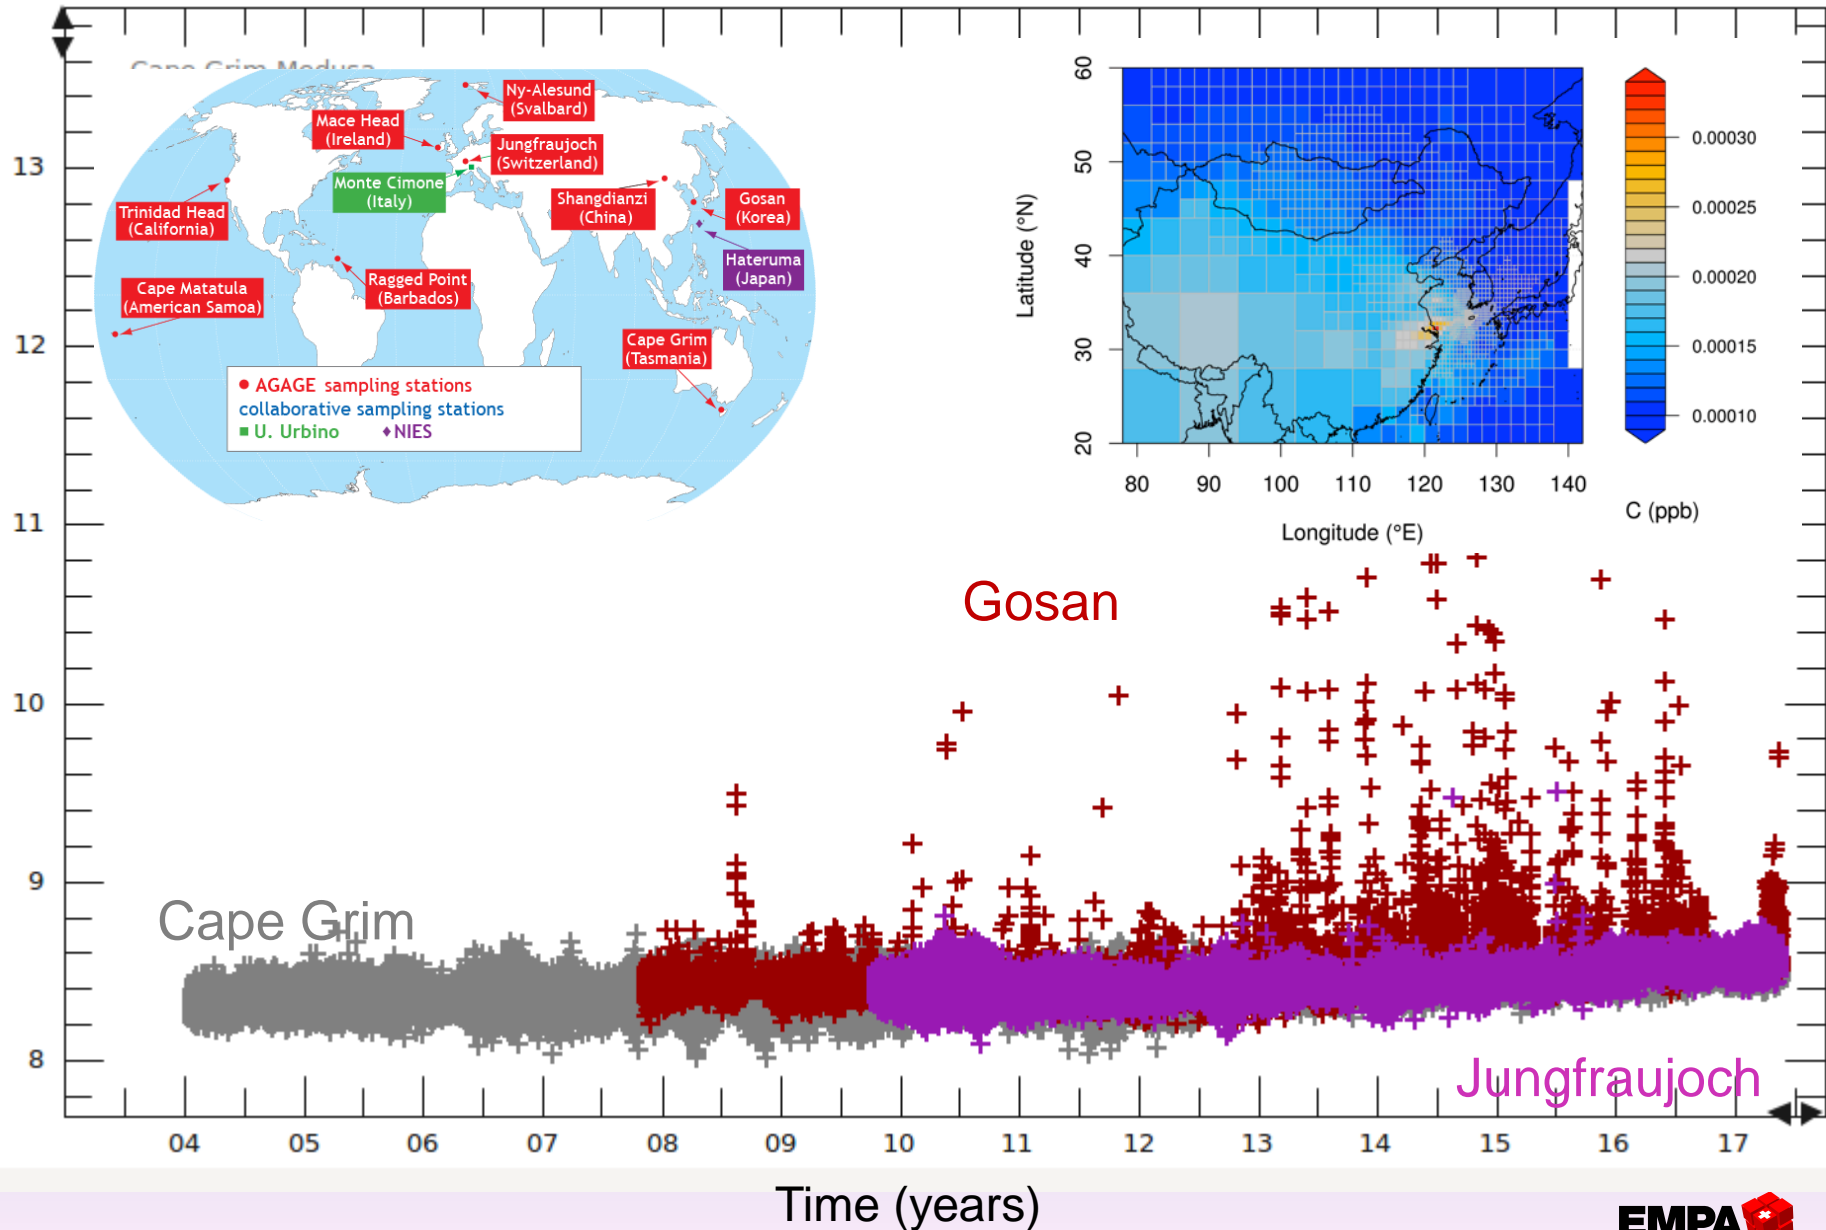 Cape Grim Medusa
Ny-Alesund
(Svalbard)
Mace Head
(Ireland)
Jungfraujoch
(Switzerland)
Monte Cimone
(Italy)
Shangdianzi
(China)
Gosan
(Korea)
Trinidad Head
(California)
Hateruma
(Japan)
Cape Matatula
(American Samoa)
Ragged Point
(Barbados)
Cape Grim
(Tasmania)
AGAGE sampling stations
collaborative sampling stations
U. Urbino NIES
60
50
40
30
20
Latitude (°N)
80 90 100 110 120 130 140
Longitude (°E)
0.00030
0.00025
0.00020
0.00015
0.00010
C (ppb)
13
12
11
10
9
8
Gosan
Cape Grim
Jungfraujoch
04 05 06 07 08 09 10 11 12 13 14 15 16 17
Time (years)
EMPA